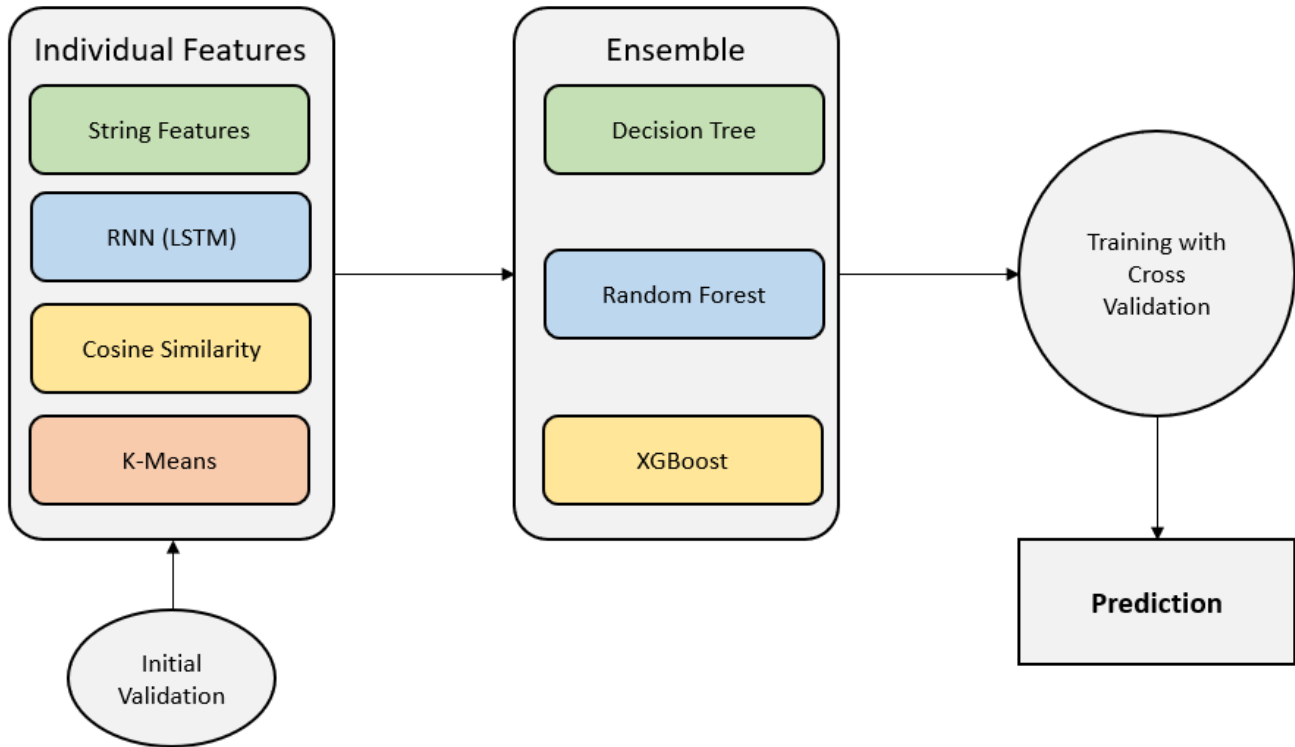 Individual Features
String Features
RNN (LSTM)
Cosine Similarity
K-Means
Initial
Validation
Ensemble
Decision Tree
Random Forest
XGBoost
Training with
Cross
Validation
Prediction